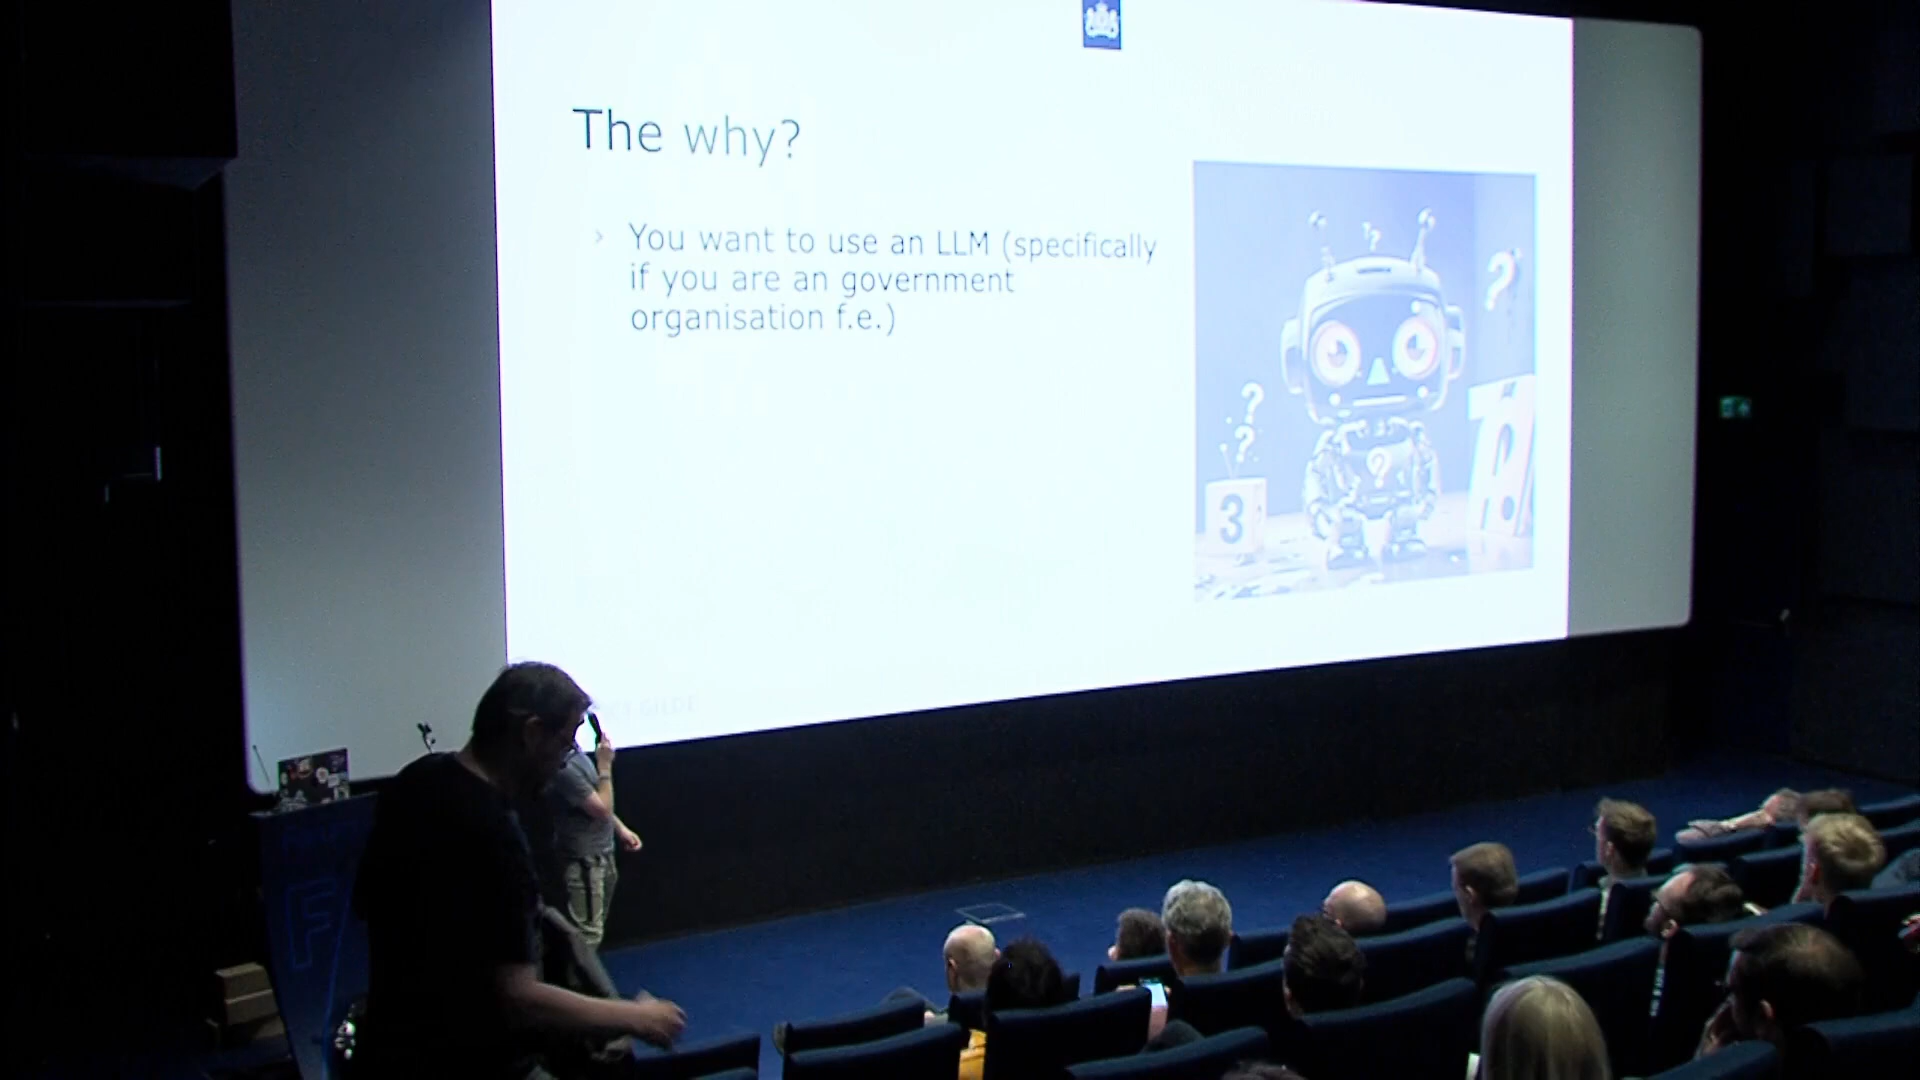 The why?
› You want to use an LLM (specifically
if you are an government
organisation f.e.)
?
?
?
?
?
3
F